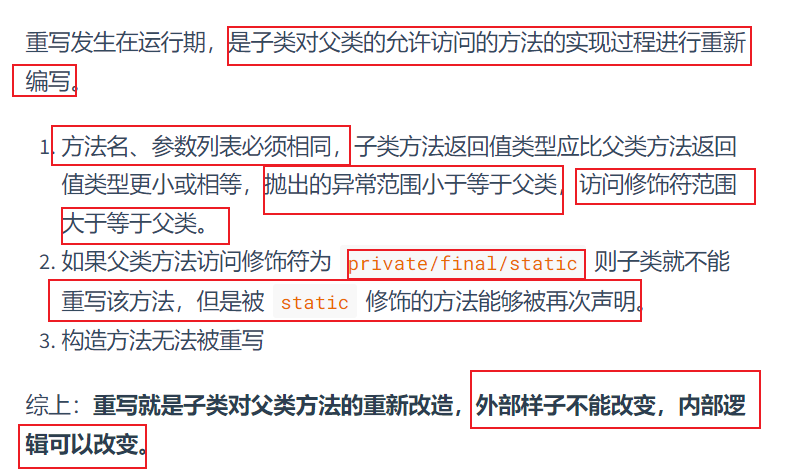 重写发生在运行期，是子类对父类的允许访问的方法的实现过程进行重新
编写。
1. 方法名、参数列表必须相同，子类方法返回值类型应比父类方法返回
值类型更小或相等，抛出的异常范围小于等于父类，访问修饰符范围
大于等于父类。
2. 如果父类方法访问修饰符为 private/final/static 则子类就不能
重写该方法，但是被 static 修饰的方法能够被再次声明。
3. 构造方法无法被重写
综上：重写就是子类对父类方法的重新改造，外部样子不能改变，内部逻
辑可以改变。